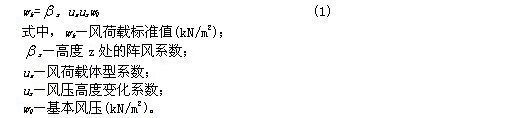 wk=βz usuzw0 (1)
式中，wk—风荷载标准值(kN/m²)；
βz—高度 z 处的阵风系数；
us—风荷载体型系数；
uz—风压高度变化系数；
w0—基本风压(kN/m²)。